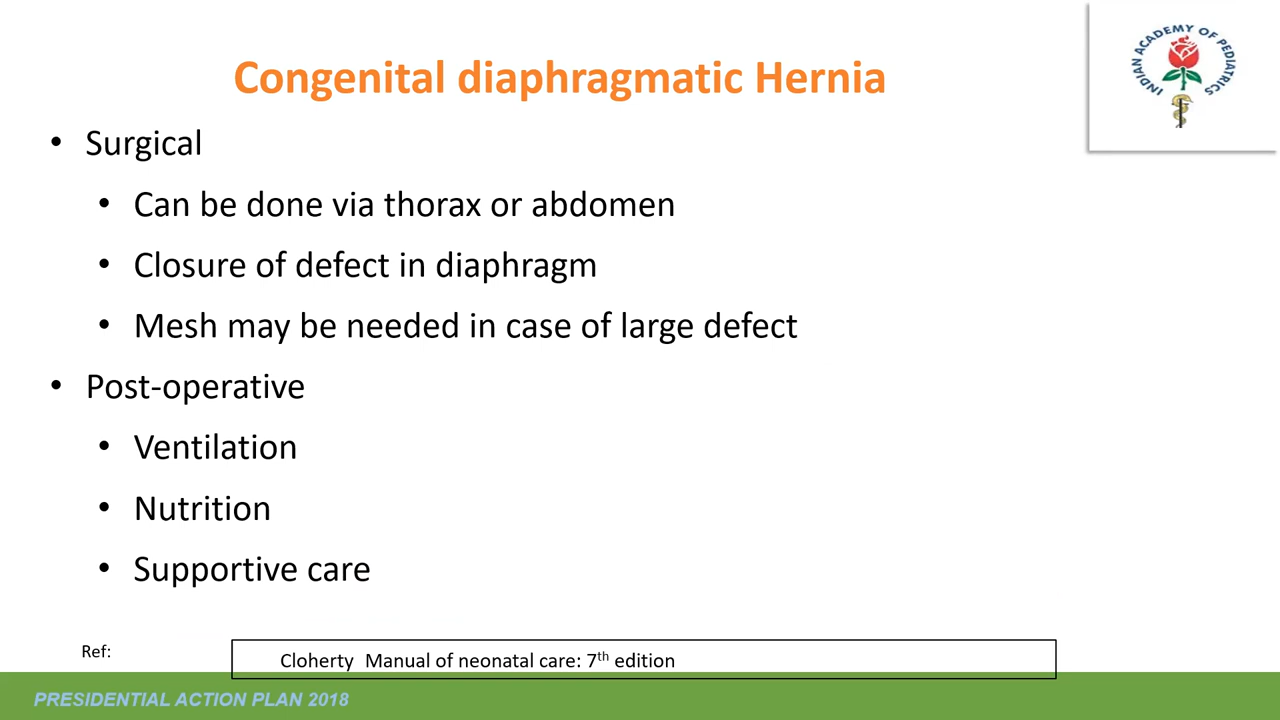 Congenital diaphragmatic Hernia
INDIAN ACADEMY OF PEDIATRICS
• Surgical
• Can be done via thorax or abdomen
• Closure of defect in diaphragm
• Mesh may be needed in case of large defect
• Post-operative
• Ventilation
• Nutrition
• Supportive care
Ref:
Cloherty Manual of neonatal care: 7th edition
PRESIDENTIAL ACTION PLAN 2018